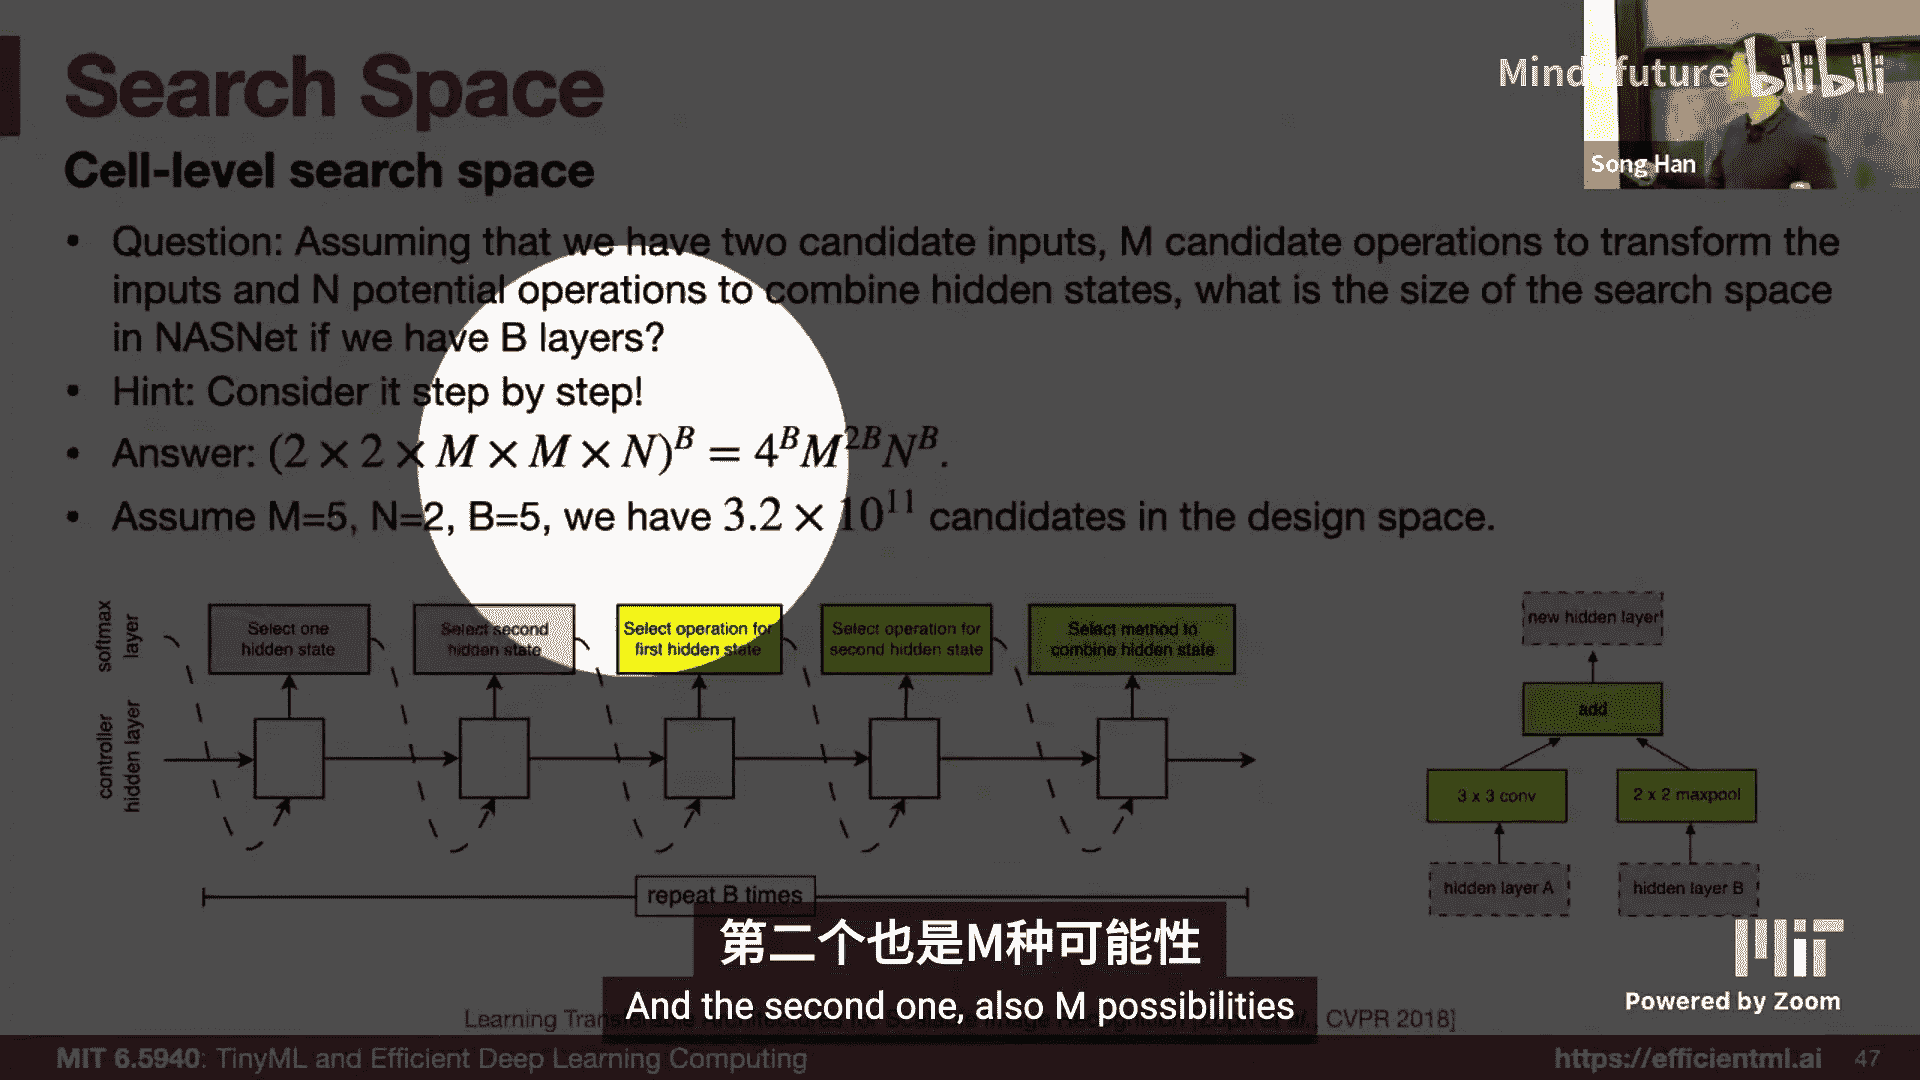 Search Space
Mind
future
bilibili
Song Han
Cell-level search space
• Question: Assuming that we have two candidate inputs, M candidate operations to transform the
inputs and N potential operations to combine hidden states, what is the size of the search space
in NASNet if we have B layers?
• Hint: Consider it step by step!
• Answer: (2 × 2 × M × M × N)^B = 4^B M^{2B} N^B.
• Assume M=5, N=2, B=5, we have 3.2 × 10^{11} candidates in the design space.
softmax
layer
Select one
hidden state
Select second
hidden state
Select operation for
first hidden state
Select operation for
second hidden state
Select method to
combine hidden state
controller
hidden layer
repeat B times
new hidden layer
add
3 x 3 conv
2 x 2 maxpool
hidden layer A
hidden layer B
第二个也是M种可能性
And the second one, also M possibilities
Learning
CVPR 2018]
MIT
Powered by Zoom
MIT 6.5940: TinyML and Efficient Deep Learning Computing
https://efficientml.ai
47